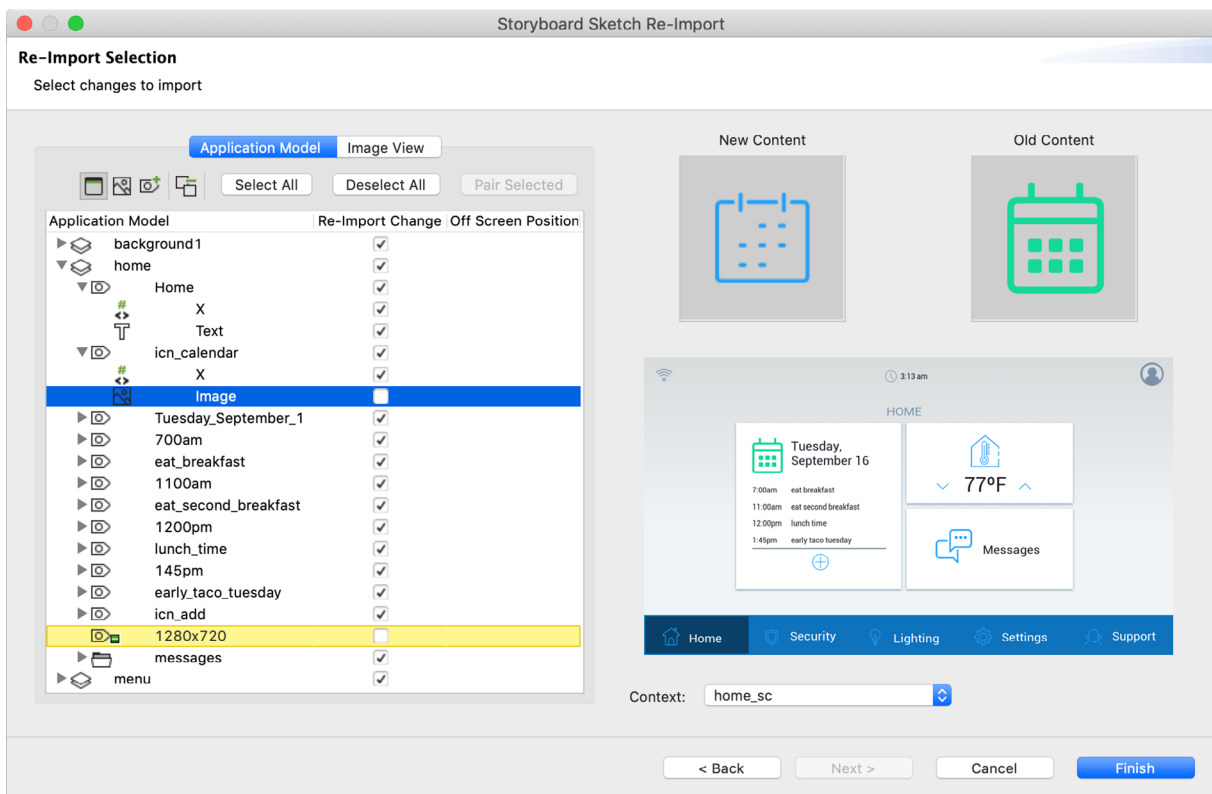 Storyboard Sketch Re-Import
Re-Import Selection
Select changes to import
Application Model Image View
Select All Deselect All Pair Selected
Application Model Re-Import Change Off Screen Position
background1
home
Home
X
Text
icn_calendar
X
Image
Tuesday_September_1
700am
eat_breakfast
1100am
eat_second_breakfast
1200pm
lunch_time
145pm
early_taco_tuesday
icn_add
1280x720
messages
menu
New Content Old Content
3:13 am
HOME
Tuesday,
September 16
7:00am eat breakfast
11:00am eat second breakfast
12:00pm lunch time
1:45pm early taco tuesday
77ºF
Messages
Home Security Lighting Settings Support
Context: home_sc
< Back Next > Cancel Finish